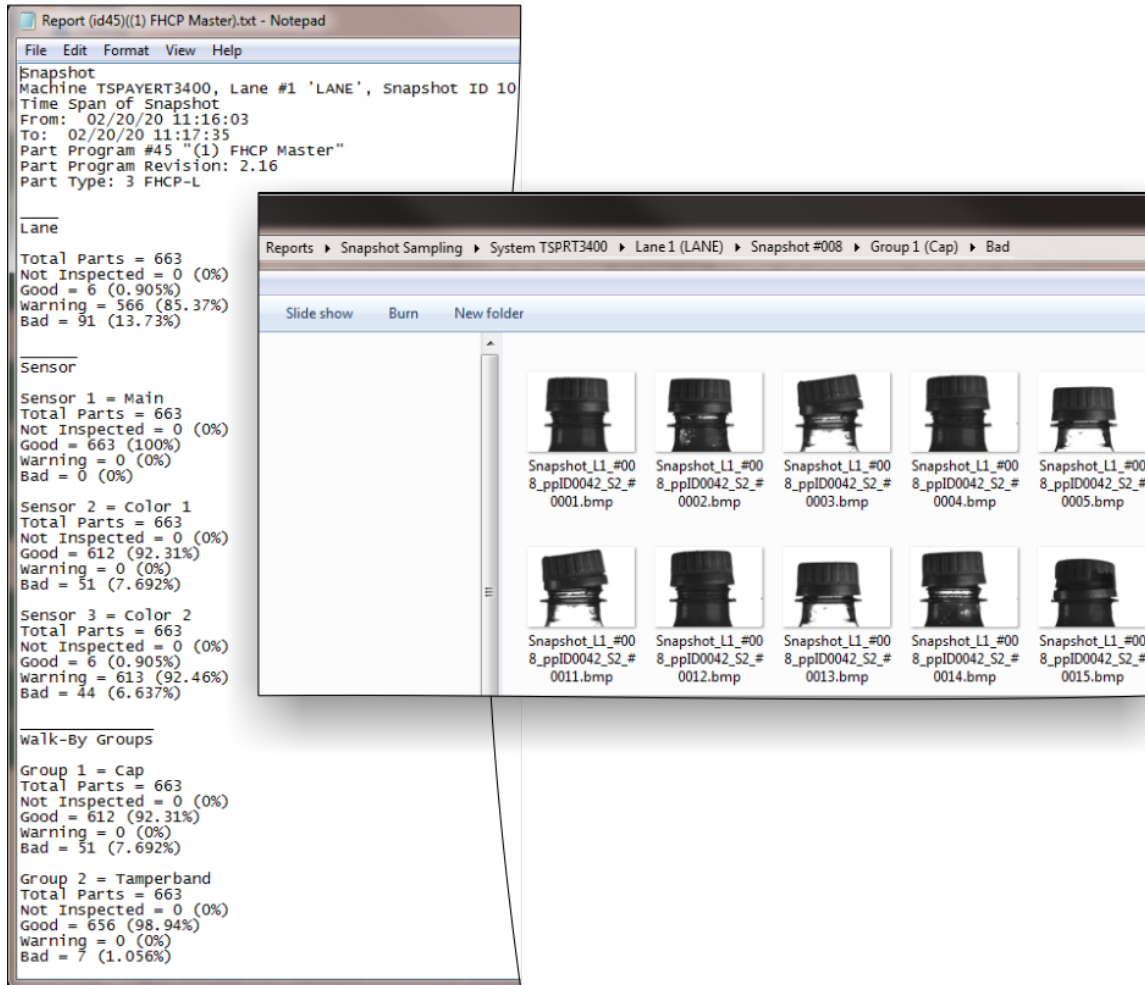 Report (id45)((1) FHCP Master).txt - Notepad
File Edit Format View Help
Snapshot
Machine TSPAYERT3400, Lane #1 'LANE', Snapshot ID 10
Time Span of Snapshot
From: 02/20/20 11:16:03
To: 02/20/20 11:17:35
Part Program #45 "(1) FHCP Master"
Part Program Revision: 2.16
Part Type: 3 FHCP-L
Lane
Total Parts = 663
Not Inspected = 0 (0%)
Good = 6 (0.905%)
Warning = 566 (85.37%)
Bad = 91 (13.73%)
Sensor
Sensor 1 = Main
Total Parts = 663
Not Inspected = 0 (0%)
Good = 663 (100%)
Warning = 0 (0%)
Bad = 0 (0%)
Sensor 2 = Color 1
Total Parts = 663
Not Inspected = 0 (0%)
Good = 612 (92.31%)
Warning = 0 (0%)
Bad = 51 (7.692%)
Sensor 3 = Color 2
Total Parts = 663
Not Inspected = 0 (0%)
Good = 6 (0.905%)
Warning = 613 (92.46%)
Bad = 44 (6.637%)
Walk-By Groups
Group 1 = Cap
Total Parts = 663
Not Inspected = 0 (0%)
Good = 612 (92.31%)
Warning = 0 (0%)
Bad = 51 (7.692%)
Group 2 = Tamperband
Total Parts = 663
Not Inspected = 0 (0%)
Good = 656 (98.94%)
Warning = 0 (0%)
Bad = 7 (1.056%)
Reports Snapshot Sampling System TSPRT3400 Lane 1 (LANE) Snapshot #008 Group 1 (Cap) Bad
Slide show Burn New folder
Snapshot_L1_#00 Snapshot_L1_#00 Snapshot_L1_#00 Snapshot_L1_#00 Snapshot_L1_#00
8_ppID0042_S2_# 8_ppID0042_S2_# 8_ppID0042_S2_# 8_ppID0042_S2_# 8_ppID0042_S2_#
0001.bmp 0002.bmp 0003.bmp 0004.bmp 0005.bmp
Snapshot_L1_#00 Snapshot_L1_#00 Snapshot_L1_#00 Snapshot_L1_#00 Snapshot_L1_#00
8_ppID0042_S2_# 8_ppID0042_S2_# 8_ppID0042_S2_# 8_ppID0042_S2_# 8_ppID0042_S2_#
0011.bmp 0012.bmp 0013.bmp 0014.bmp 0015.bmp